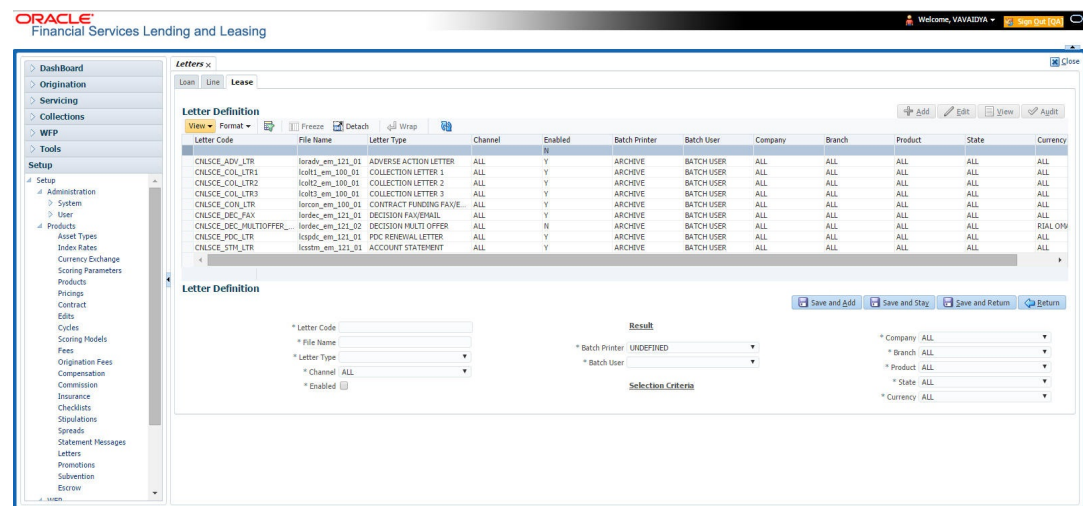 ORACLE®
Financial Services Lending and Leasing
Welcome, VAVAIDYA
Sign Out [QA]
DashBoard
Origination
Servicing
Collections
WFP
Tools
Setup
Setup
Administration
System
User
Products
Asset Types
Index Rates
Currency Exchange
Scoring Parameters
Products
Pricings
Contract
Edits
Cycles
Scoring Models
Fees
Origination Fees
Compensation
Commission
Insurance
Checklists
Stipulations
Spreads
Statement Messages
Letters
Promotions
Subvention
Escrow
WFP
Letters x
Close
Loan Line Lease
Letter Definition
Add Edit View Audit
View Format Freeze Detach Wrap
Letter Code File Name Letter Type Channel Enabled Batch Printer Batch User Company Branch Product State Currency
N
CNLSCE_ADV_LTR loradv_em_121_01 ADVERSE ACTION LETTER ALL Y ARCHIVE BATCH USER ALL ALL ALL ALL ALL
CNLSCE_COL_LTR1 lcolt1_em_100_01 COLLECTION LETTER 1 ALL Y ARCHIVE BATCH USER ALL ALL ALL ALL ALL
CNLSCE_COL_LTR2 lcolt2_em_100_01 COLLECTION LETTER 2 ALL Y ARCHIVE BATCH USER ALL ALL ALL ALL ALL
CNLSCE_COL_LTR3 lcolt3_em_100_01 COLLECTION LETTER 3 ALL Y ARCHIVE BATCH USER ALL ALL ALL ALL ALL
CNLSCE_CON_LTR lorcon_em_100_01 CONTRACT FUNDING FAX/E... ALL Y ARCHIVE BATCH USER ALL ALL ALL ALL ALL
CNLSCE_DEC_FAX lordec_em_121_01 DECISION FAX/EMAIL ALL Y ARCHIVE BATCH USER ALL ALL ALL ALL ALL
CNLSCE_DEC_MULTIOFFER_... lordec_em_121_02 DECISION MULTI OFFER ALL N ARCHIVE BATCH USER ALL ALL ALL ALL RIAL OMA
CNLSCE_PDC_LTR lcspdc_em_121_01 PDC RENEWAL LETTER ALL Y ARCHIVE BATCH USER ALL ALL ALL ALL ALL
CNLSCE_STM_LTR lcsstm_em_121_01 ACCOUNT STATEMENT ALL Y ARCHIVE BATCH USER ALL ALL ALL ALL ALL
Letter Definition
Save and Add Save and Stay Save and Return Return
* Letter Code
* File Name
* Letter Type
* Channel ALL
* Enabled
Result
* Batch Printer UNDEFINED
* Batch User
Selection Criteria
* Company ALL
* Branch ALL
* Product ALL
* State ALL
* Currency ALL